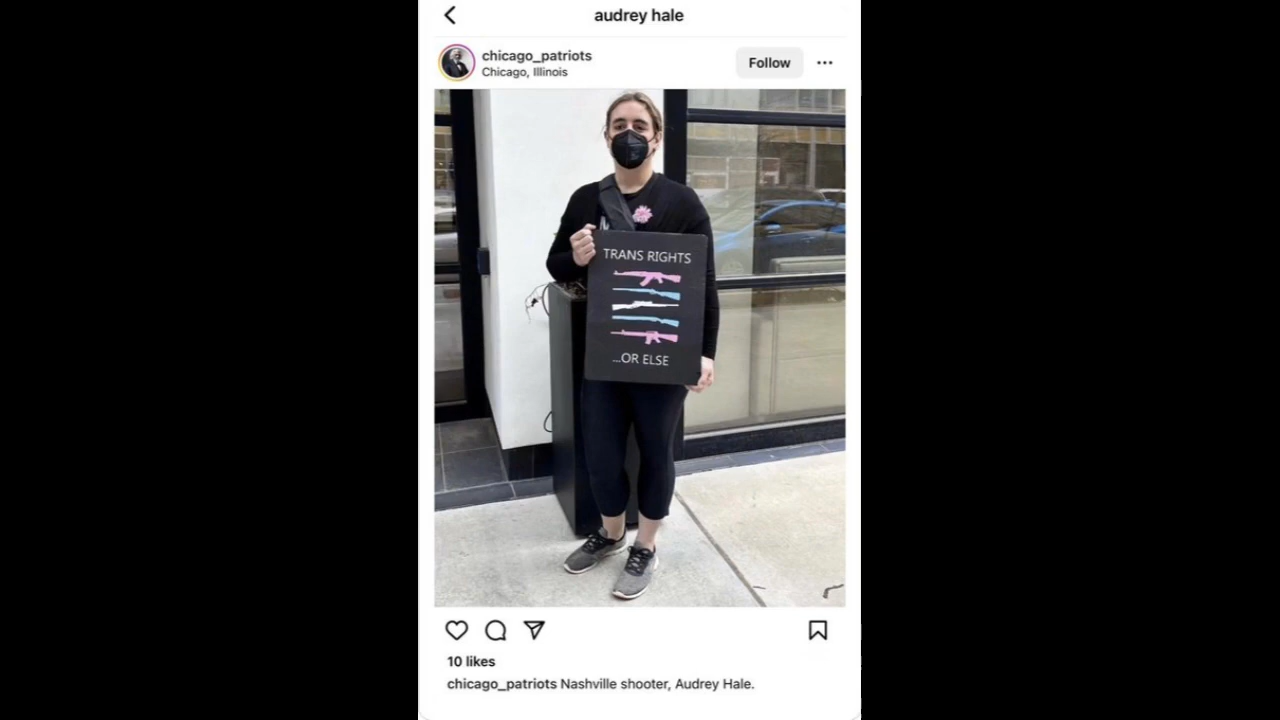 audrey hale
chicago_patriots
Chicago, Illinois
Follow
TRANS RIGHTS
...OR ELSE
10 likes
chicago_patriots Nashville shooter, Audrey Hale.